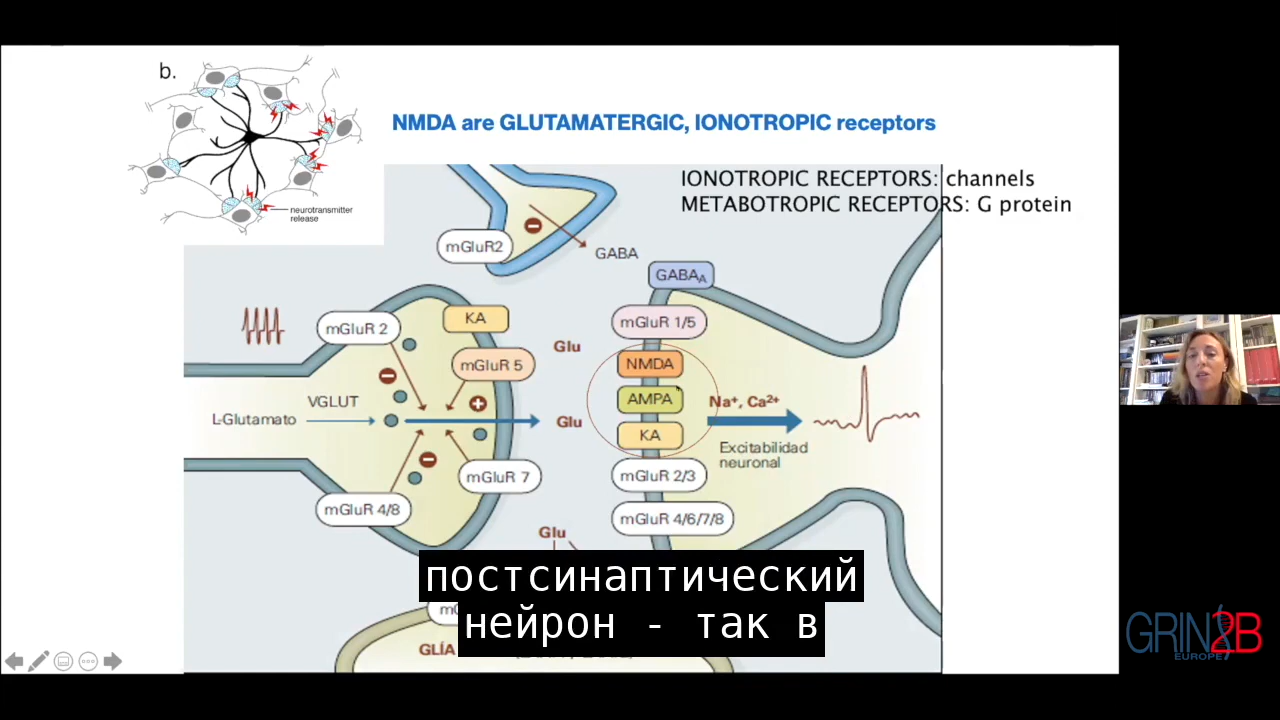 b.
neurotransmitter
release
NMDA are GLUTAMATERGIC, IONOTROPIC receptors
IONOTROPIC RECEPTORS: channels
METABOTROPIC RECEPTORS: G protein
mGluR2
GABA
GABAA
mGluR 2
KA
mGluR 1/5
Glu
mGluR 5
NMDA
VGLUT
AMPA
Na⁺, Ca²⁺
L-Glutamato
Glu
KA
Excitabilidad
neuronal
mGluR 7
mGluR 2/3
mGluR 4/8
mGluR 4/6/7/8
Glu
постсинаптический
нейрон - так в
GLÍA
GRIN2B
EUROPE